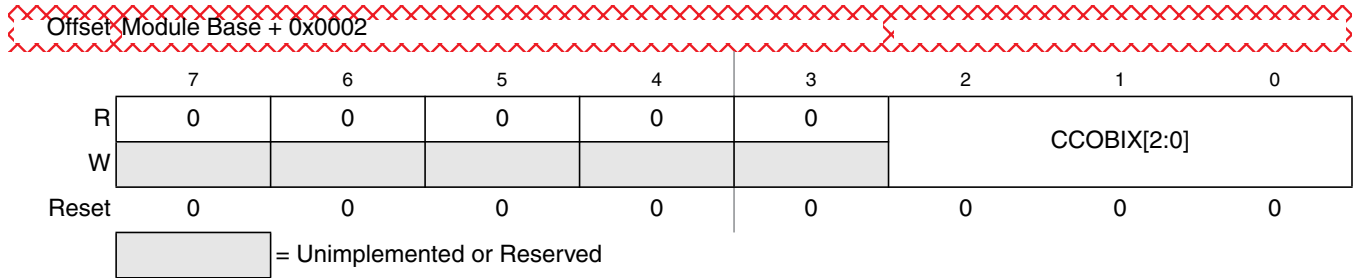 Offset Module Base + 0x0002
7 6 5 4 3 2 1 0
R 0 0 0 0 0 CCOBIX[2:0]
W
Reset 0 0 0 0 0 0 0 0
= Unimplemented or Reserved